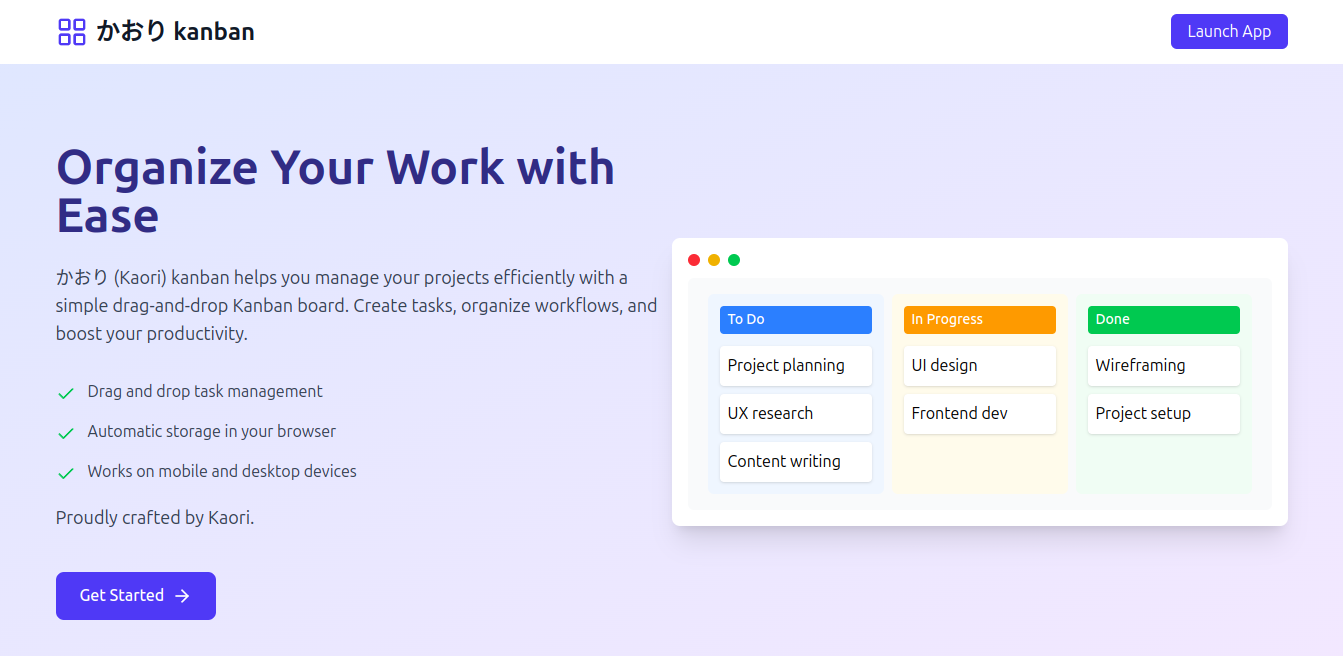 かおり kanban
Launch App
Organize Your Work with
Ease
かおり (Kaori) kanban helps you manage your projects efficiently with a
simple drag-and-drop Kanban board. Create tasks, organize workflows, and
boost your productivity.
Drag and drop task management
Automatic storage in your browser
Works on mobile and desktop devices
Proudly crafted by Kaori.
Get Started
To Do
Project planning
UX research
Content writing
In Progress
UI design
Frontend dev
Done
Wireframing
Project setup